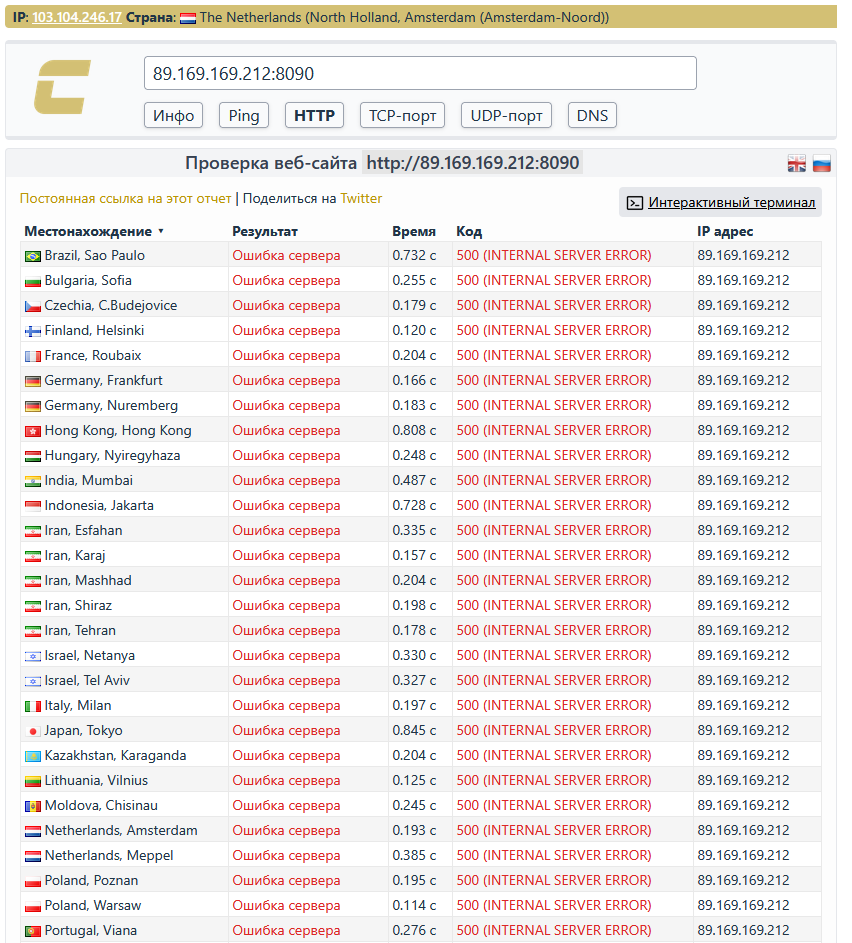 IP: 103.104.246.17 Страна: The Netherlands (North Holland, Amsterdam (Amsterdam-Noord))
89.169.169.212:8090
Инфо Ping HTTP TCP-порт UDP-порт DNS
Проверка веб-сайта http://89.169.169.212:8090
Постоянная ссылка на этот отчет | Поделиться на Twitter
Интерактивный терминал
Местонахождение ▼ Результат Время Код IP адрес
Brazil, Sao Paulo Ошибка сервера 0.732 с 500 (INTERNAL SERVER ERROR) 89.169.169.212
Bulgaria, Sofia Ошибка сервера 0.255 с 500 (INTERNAL SERVER ERROR) 89.169.169.212
Czechia, C.Budejovice Ошибка сервера 0.179 с 500 (INTERNAL SERVER ERROR) 89.169.169.212
Finland, Helsinki Ошибка сервера 0.120 с 500 (INTERNAL SERVER ERROR) 89.169.169.212
France, Roubaix Ошибка сервера 0.204 с 500 (INTERNAL SERVER ERROR) 89.169.169.212
Germany, Frankfurt Ошибка сервера 0.166 с 500 (INTERNAL SERVER ERROR) 89.169.169.212
Germany, Nuremberg Ошибка сервера 0.183 с 500 (INTERNAL SERVER ERROR) 89.169.169.212
Hong Kong, Hong Kong Ошибка сервера 0.808 с 500 (INTERNAL SERVER ERROR) 89.169.169.212
Hungary, Nyiregyhaza Ошибка сервера 0.248 с 500 (INTERNAL SERVER ERROR) 89.169.169.212
India, Mumbai Ошибка сервера 0.487 с 500 (INTERNAL SERVER ERROR) 89.169.169.212
Indonesia, Jakarta Ошибка сервера 0.728 с 500 (INTERNAL SERVER ERROR) 89.169.169.212
Iran, Esfahan Ошибка сервера 0.335 с 500 (INTERNAL SERVER ERROR) 89.169.169.212
Iran, Karaj Ошибка сервера 0.157 с 500 (INTERNAL SERVER ERROR) 89.169.169.212
Iran, Mashhad Ошибка сервера 0.204 с 500 (INTERNAL SERVER ERROR) 89.169.169.212
Iran, Shiraz Ошибка сервера 0.198 с 500 (INTERNAL SERVER ERROR) 89.169.169.212
Iran, Tehran Ошибка сервера 0.178 с 500 (INTERNAL SERVER ERROR) 89.169.169.212
Israel, Netanya Ошибка сервера 0.330 с 500 (INTERNAL SERVER ERROR) 89.169.169.212
Israel, Tel Aviv Ошибка сервера 0.327 с 500 (INTERNAL SERVER ERROR) 89.169.169.212
Italy, Milan Ошибка сервера 0.197 с 500 (INTERNAL SERVER ERROR) 89.169.169.212
Japan, Tokyo Ошибка сервера 0.845 с 500 (INTERNAL SERVER ERROR) 89.169.169.212
Kazakhstan, Karaganda Ошибка сервера 0.204 с 500 (INTERNAL SERVER ERROR) 89.169.169.212
Lithuania, Vilnius Ошибка сервера 0.125 с 500 (INTERNAL SERVER ERROR) 89.169.169.212
Moldova, Chisinau Ошибка сервера 0.245 с 500 (INTERNAL SERVER ERROR) 89.169.169.212
Netherlands, Amsterdam Ошибка сервера 0.193 с 500 (INTERNAL SERVER ERROR) 89.169.169.212
Netherlands, Meppel Ошибка сервера 0.385 с 500 (INTERNAL SERVER ERROR) 89.169.169.212
Poland, Poznan Ошибка сервера 0.195 с 500 (INTERNAL SERVER ERROR) 89.169.169.212
Poland, Warsaw Ошибка сервера 0.114 с 500 (INTERNAL SERVER ERROR) 89.169.169.212
Portugal, Viana Ошибка сервера 0.276 с 500 (INTERNAL SERVER ERROR) 89.169.169.212